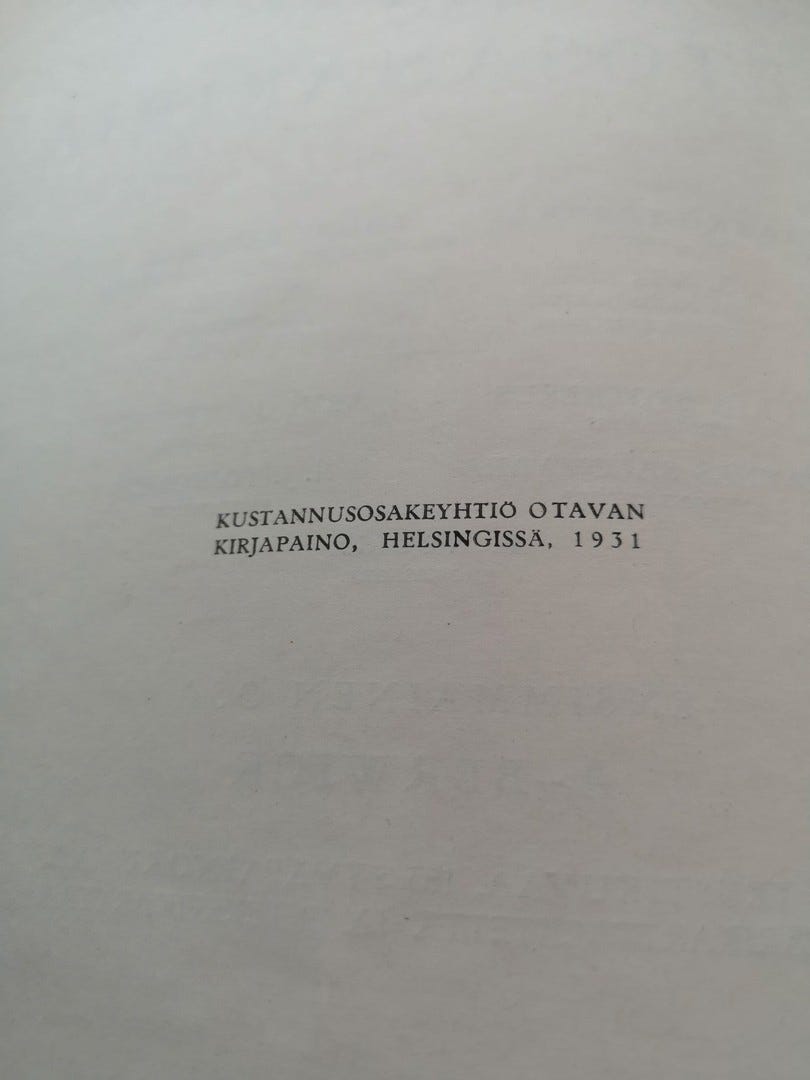 KUSTANNUSOSAKEYHTIÖ OTAVAN
KIRJAPAINO, HELSINGISSÄ, 1931